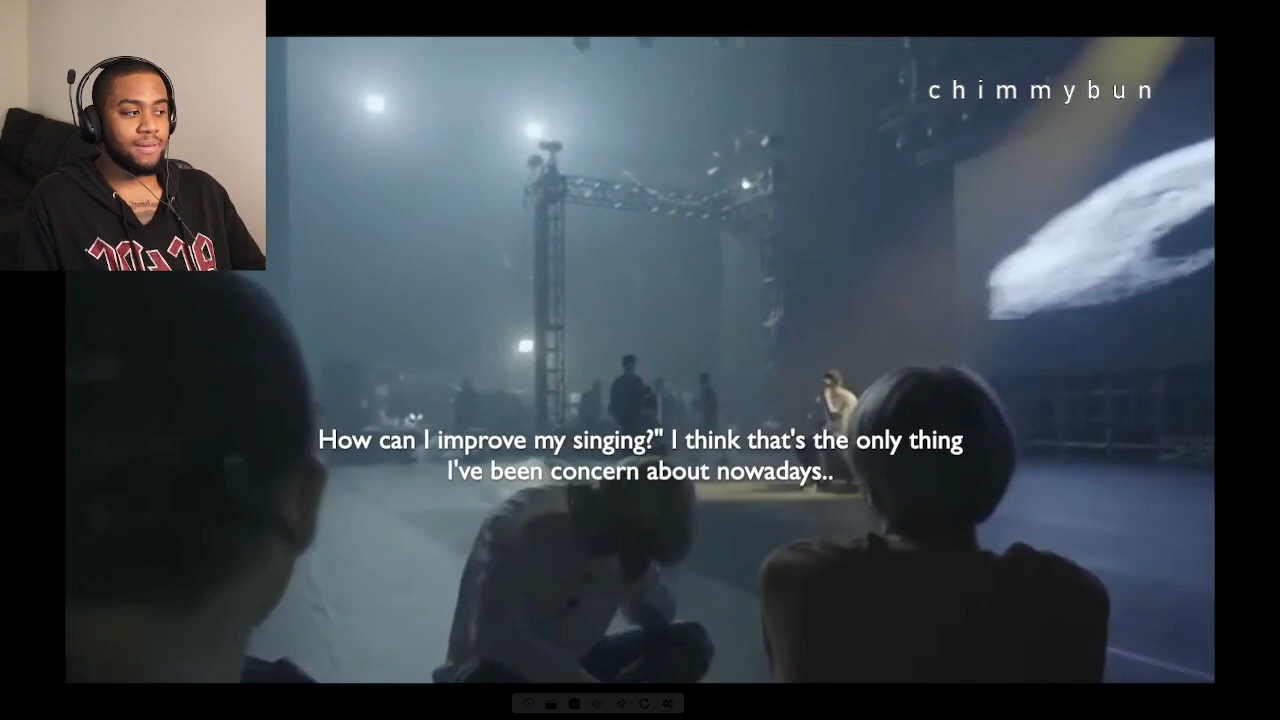 chimmybun
How can I improve my singing?" I think that's the only thing
I've been concern about nowadays..